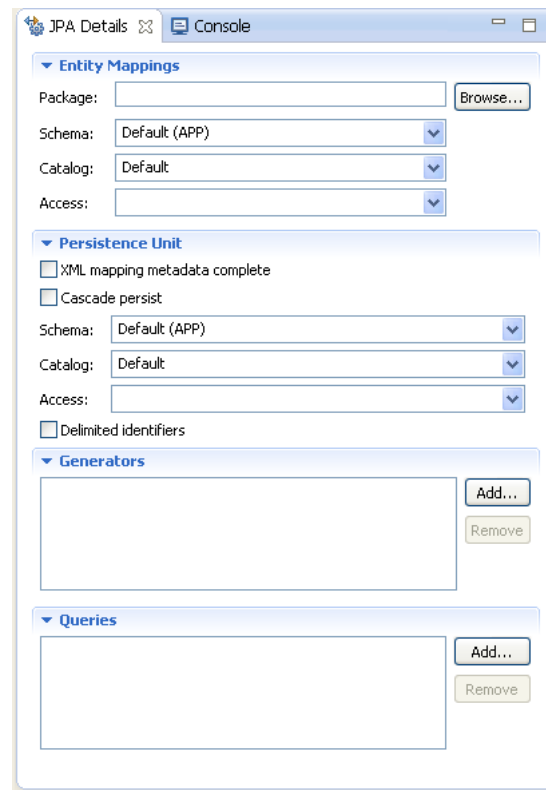 JPA Details Console
Entity Mappings
Package: Browse...
Schema: Default (APP)
Catalog: Default
Access:
Persistence Unit
XML mapping metadata complete
Cascade persist
Schema: Default (APP)
Catalog: Default
Access:
Delimited identifiers
Generators
Add...
Remove
Queries
Add...
Remove